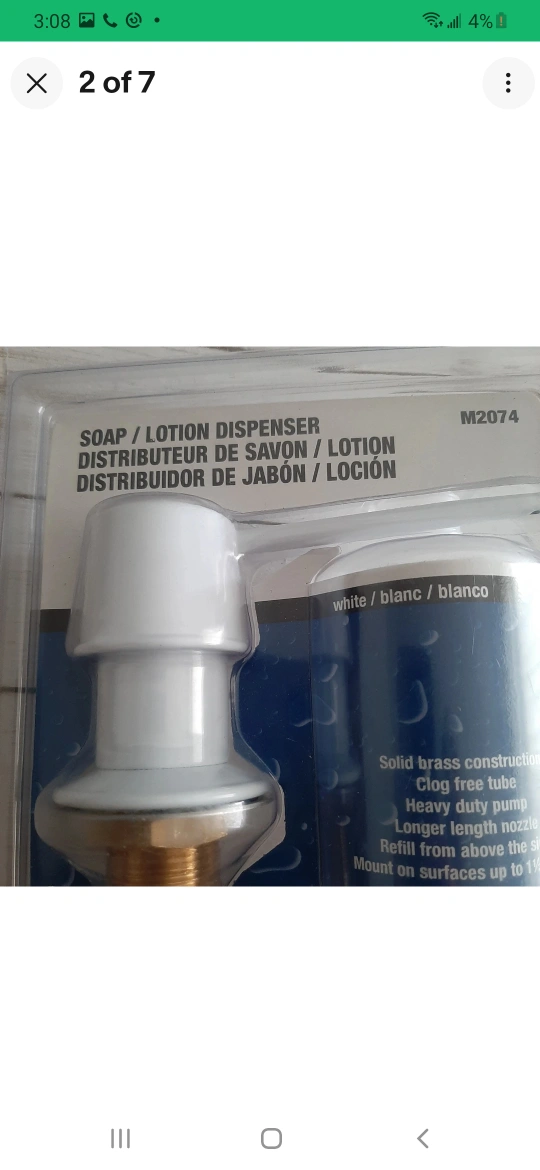 3:08
4%
2 of 7
SOAP / LOTION DISPENSER
DISTRIBUTEUR DE SAVON / LOTION
DISTRIBUIDOR DE JABÓN / LOCIÓN
M2074
white / blanc / blanco
Solid brass
Clog free tube
Heavy duty pump
Longer length nozzle
Refill from above the
Mount on surfaces up to